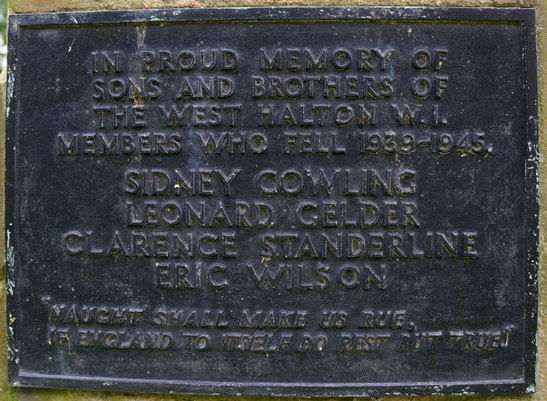 IN PROUD MEMORY OF
SONS AND BROTHERS OF
THE WEST HALTON W.I.
MEMBERS WHO FELL 1939-1945.
SIDNEY COWLING
LEONARD GELDER
CLARENCE STANDERLINE
ERIC WILSON
"NAUGHT SHALL MAKE US RUE,
IF ENGLAND TO ITSELF DO REST BUT TRUE"